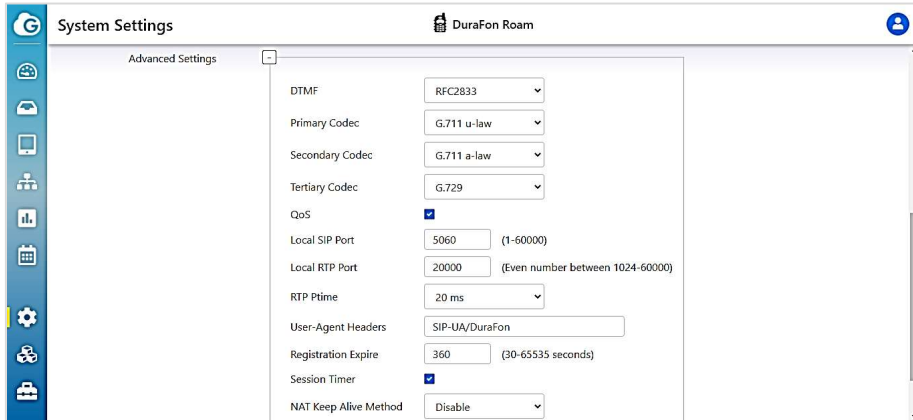 G System Settings DuraFon Roam
Advanced Settings -
DTMF RFC2833
Primary Codec G.711 u-law
Secondary Codec G.711 a-law
Tertiary Codec G.729
QoS
Local SIP Port 5060 (1-60000)
Local RTP Port 20000 (Even number between 1024-60000)
RTP Ptime 20 ms
User-Agent Headers SIP-UA/DuraFon
Registration Expire 360 (30-65535 seconds)
Session Timer
NAT Keep Alive Method Disable